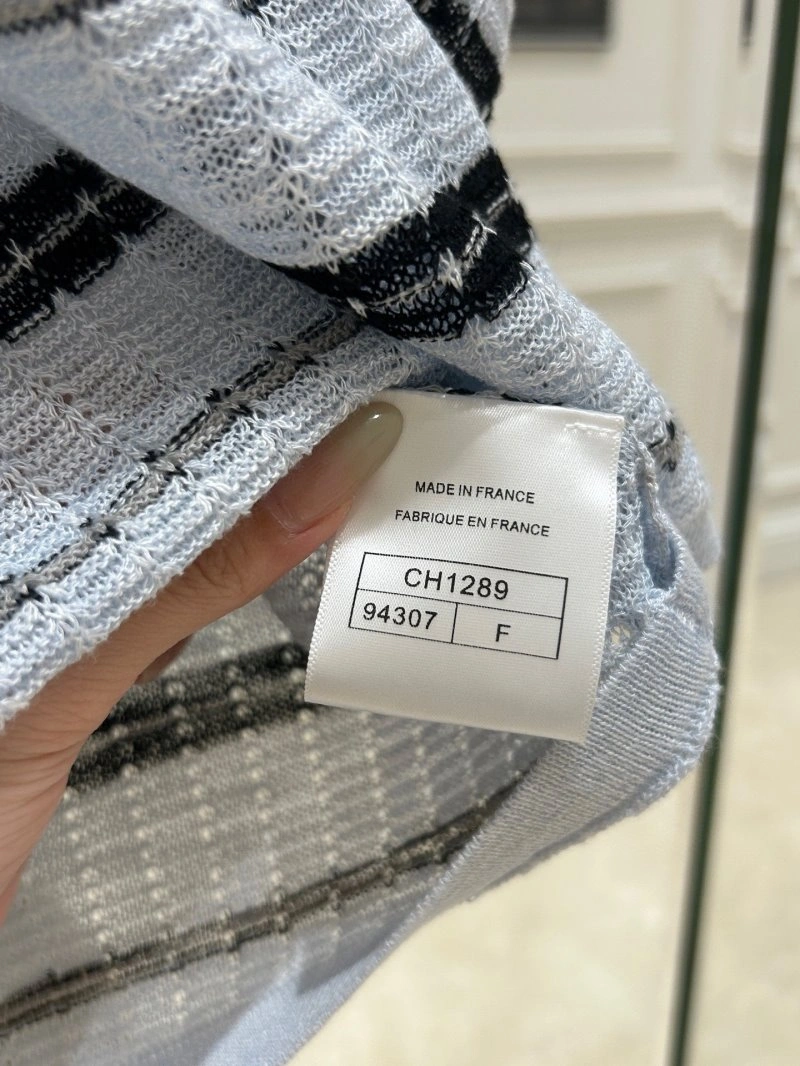 MADE IN FRANCE
FABRIQUE EN FRANCE
CH1289
94307 F